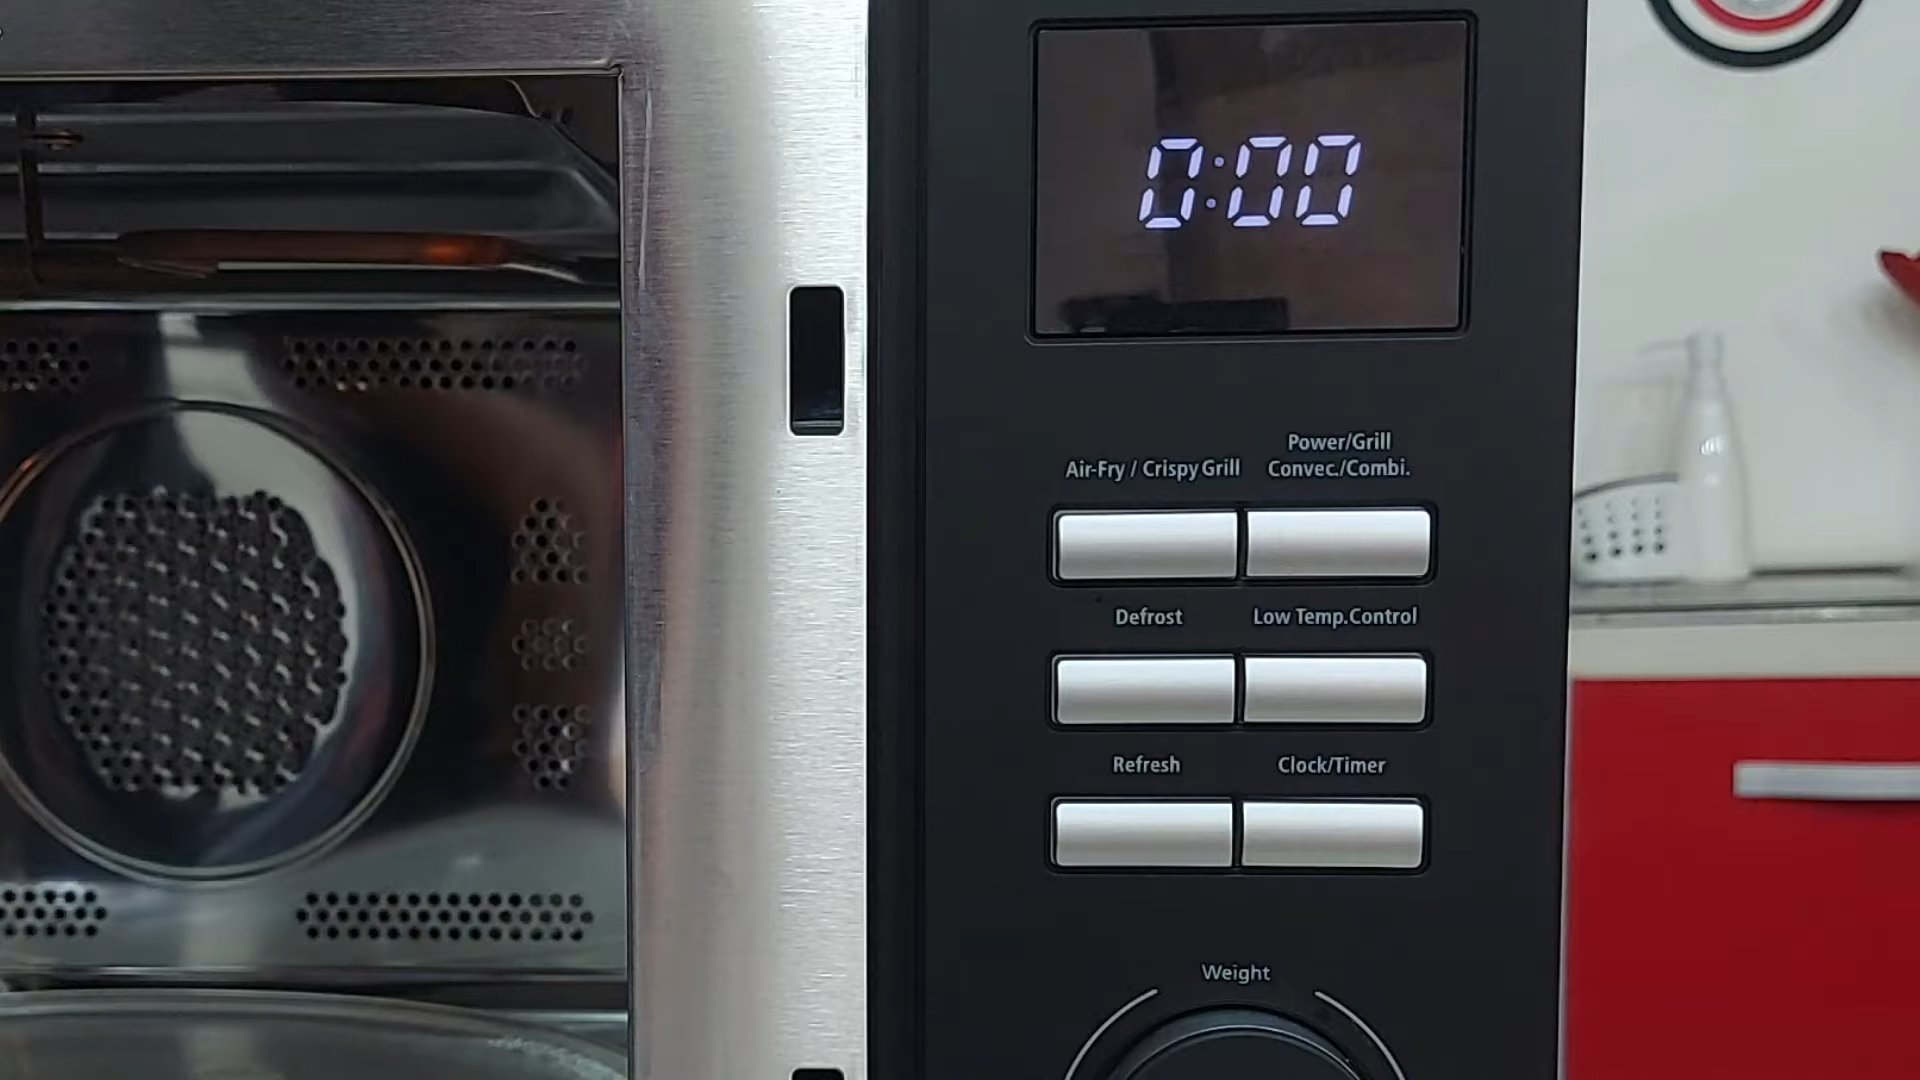 0:00
Air-Fry / Crispy Grill
Power/Grill
Convec./Combi.
Defrost
Low Temp.Control
Refresh
Clock/Timer
Weight